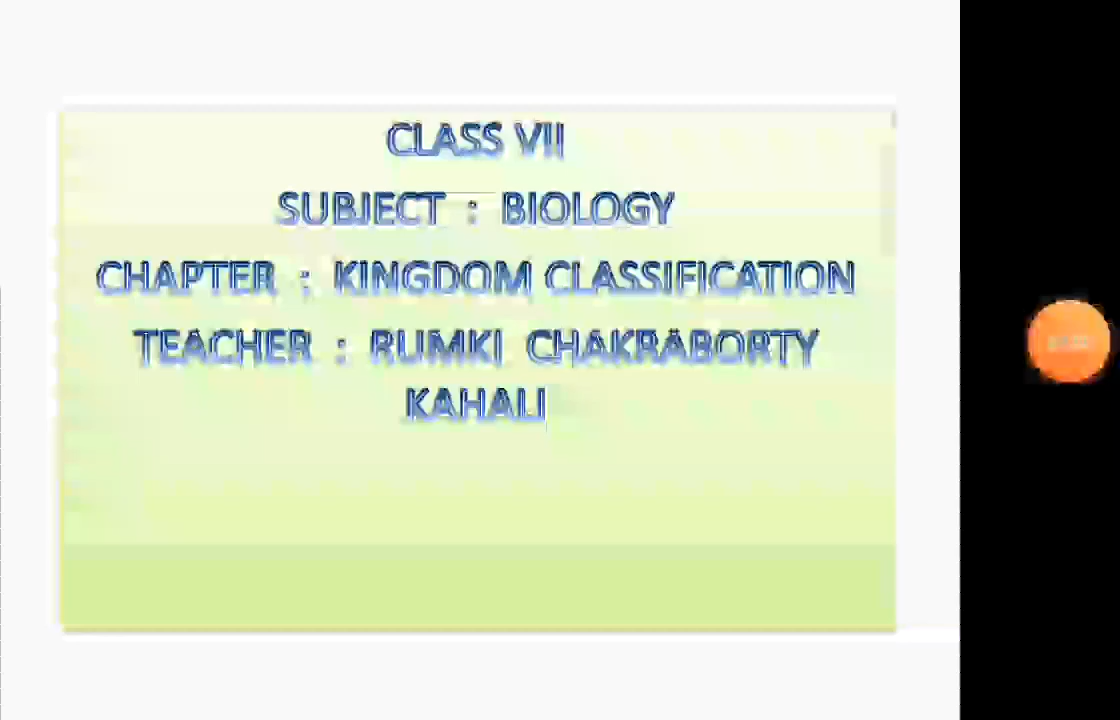 CLASS VII
SUBJECT : BIOLOGY
CHAPTER : KINGDOM CLASSIFICATION
TEACHER : RUMKI CHAKRABORTY
KAHALI